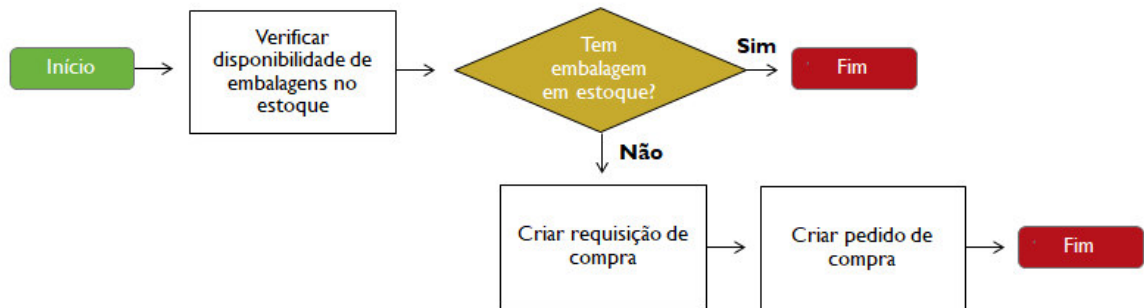 Início
Verificar
disponibilidade de
embalagens no
estoque
Tem
embalagem
em estoque?
Sim
Fim
Não
Criar requisição de
compra
Criar pedido de
compra
Fim